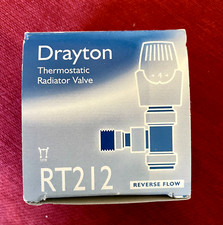 Drayton
Thermostatic
Radiator Valve
RT212
REVERSE FLOW